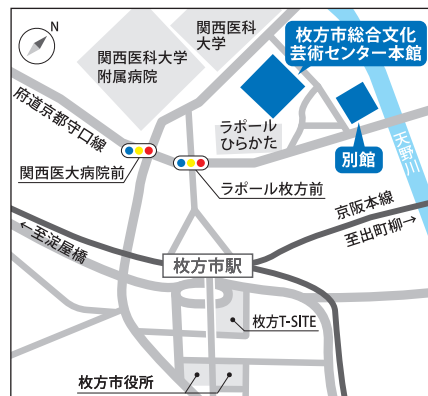 N
関西医科
大学
関西医科大学
附属病院
枚方市総合文化
芸術センター本館
府道京都守口線
ラポール
ひらかた
別館
天野川
関西医大病院前
ラポール枚方前
京阪本線
至出町柳→
←至淀屋橋
枚方市駅
枚方T-SITE
枚方市役所